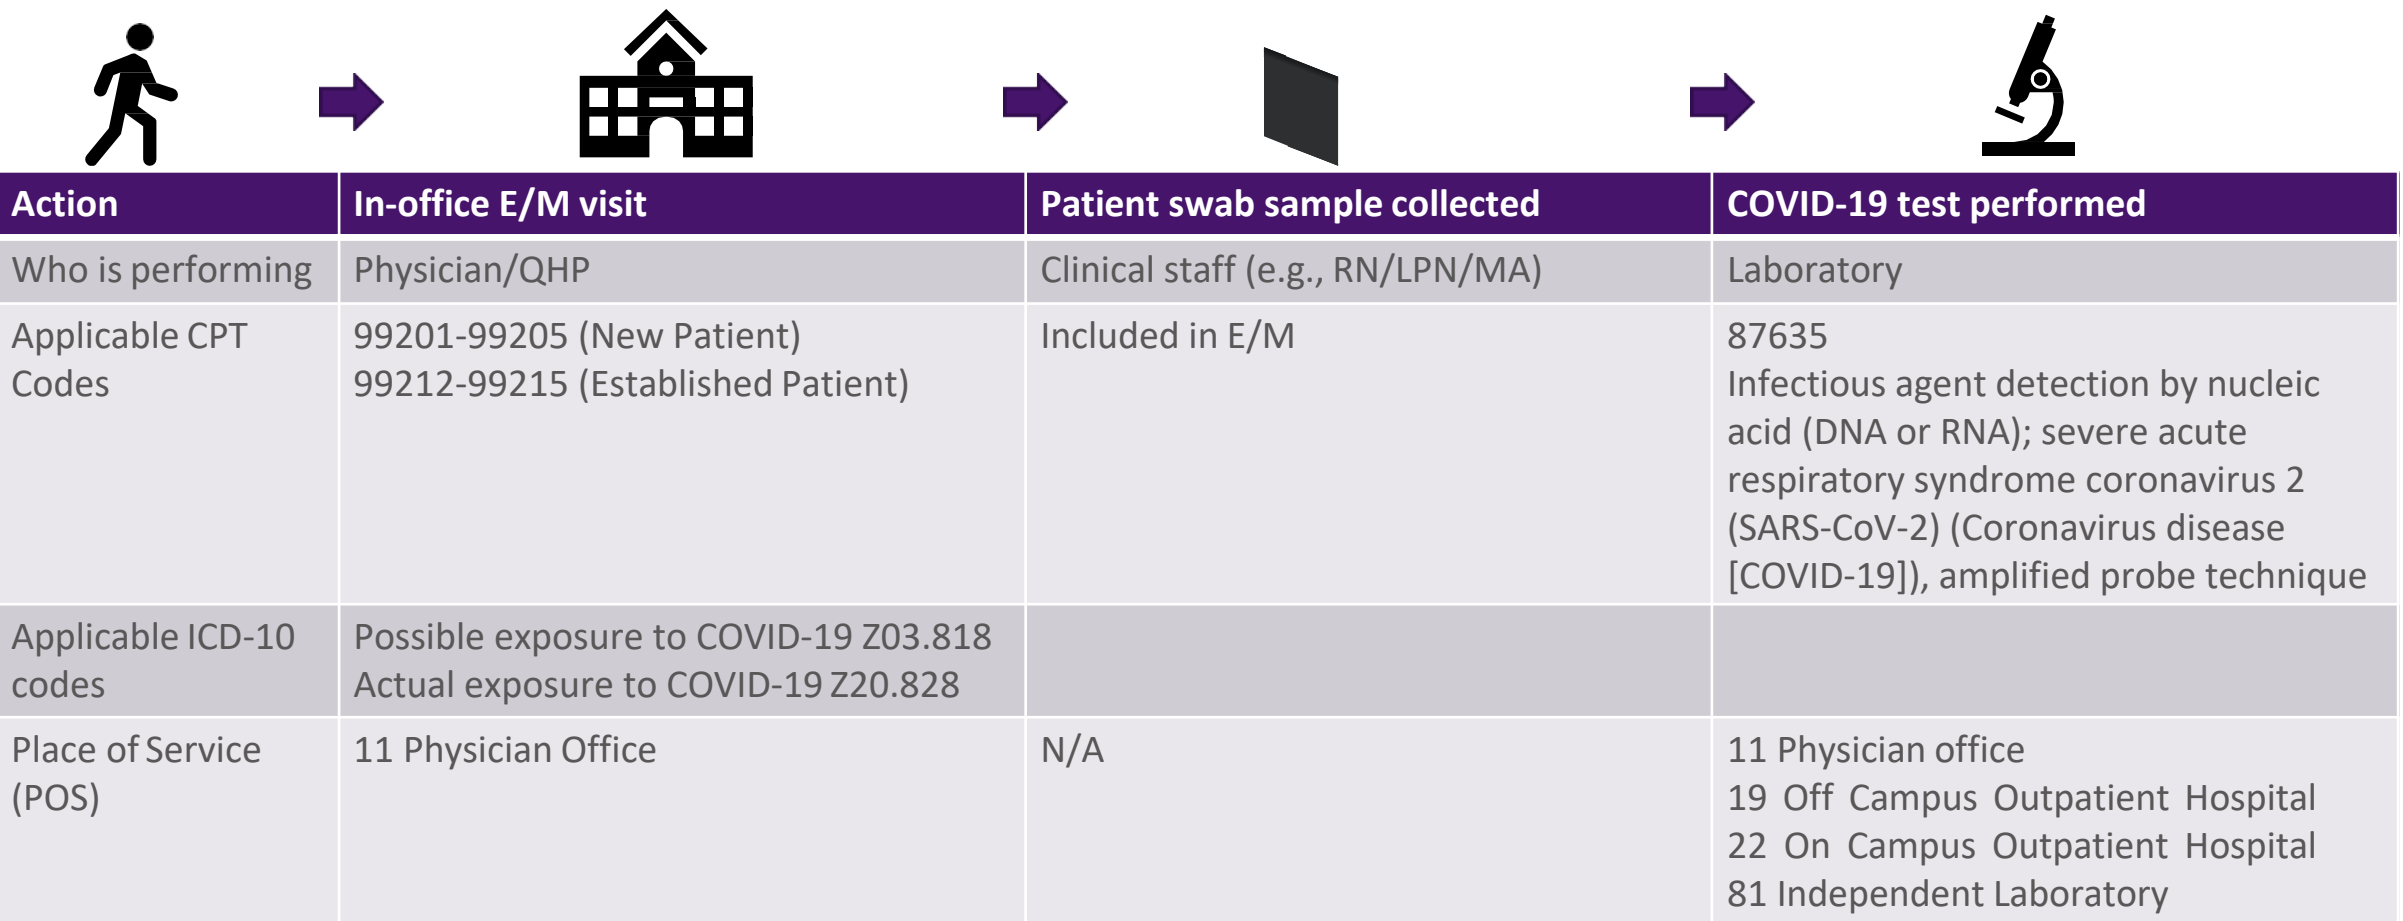 Action
In-office E/M visit
Patient swab sample collected
COVID-19 test performed
Who is performing
Physician/QHP
Clinical staff (e.g., RN/LPN/MA)
Laboratory
Applicable CPT
Codes
99201-99205 (New Patient)
99212-99215 (Established Patient)
Included in E/M
87635
Infectious agent detection by nucleic
acid (DNA or RNA); severe acute
respiratory syndrome coronavirus 2
(SARS-CoV-2) (Coronavirus disease
[COVID-19]), amplified probe technique
Applicable ICD-10
codes
Possible exposure to COVID-19 Z03.818
Actual exposure to COVID-19 Z20.828
Place of Service
(POS)
11 Physician Office
N/A
11 Physician office
19 Off Campus Outpatient Hospital
22 On Campus Outpatient Hospital
81 Independent Laboratory